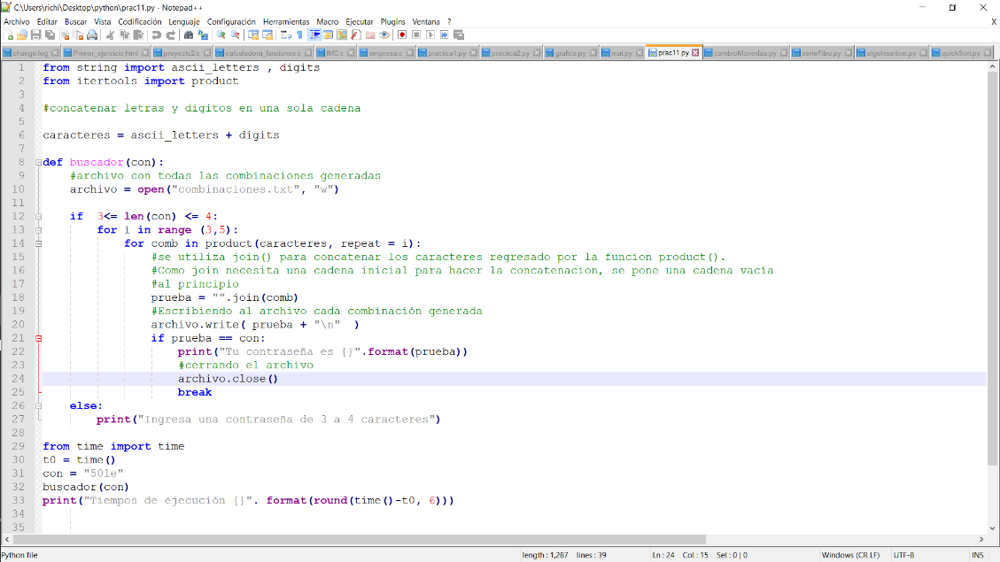 C:\Users\richi\Desktop\python\prac11.py - Notepad++
Archivo Editar Buscar Vista Codificación Lenguaje Configuración Herramientas Macro Ejecutar Plugins Ventana ? X
change.log Primer_ejercicio.html proyecto2.c calculadora_funciones.c IMC.c empresa.c practica1.py practica2.py grafica.py mat.py prac11.py cambioMonedas.py serieFibo.py algoInsertion.py quickSort.py
1 from string import ascii_letters , digits
2 from itertools import product
3
4 #concatenar letras y digitos en una sola cadena
5
6 caracteres = ascii_letters + digits
7
8 def buscador(con):
9 #archivo con todas las combinaciones generadas
10 archivo = open("combinaciones.txt", "w")
11
12 if 3<= len(con) <= 4:
13 for i in range (3,5):
14 for comb in product(caracteres, repeat = i):
15 #se utiliza join() para concatenar los caracteres regresado por la funcion product().
16 #Como join necesita una cadena inicial para hacer la concatenacion, se pone una cadena vacía
17 #al principio
18 prueba = "".join(comb)
19 #Escribiendo al archivo cada combinación generada
20 archivo.write( prueba + "\n" )
21 if prueba == con:
22 print("Tu contraseña es {}".format(prueba))
23 #cerrando el archivo
24 archivo.close()
25 break
26 else:
27 print("Ingresa una contraseña de 3 a 4 caracteres")
28
29 from time import time
30 t0 = time()
31 con = "50le"
32 buscador(con)
33 print("Tiempos de ejecución {}". format(round(time()-t0, 6)))
34
35
Python file length : 1,287 lines : 39 Ln : 24 Col : 15 Sel : 0 | 0 Windows (CR LF) UTF-8 INS